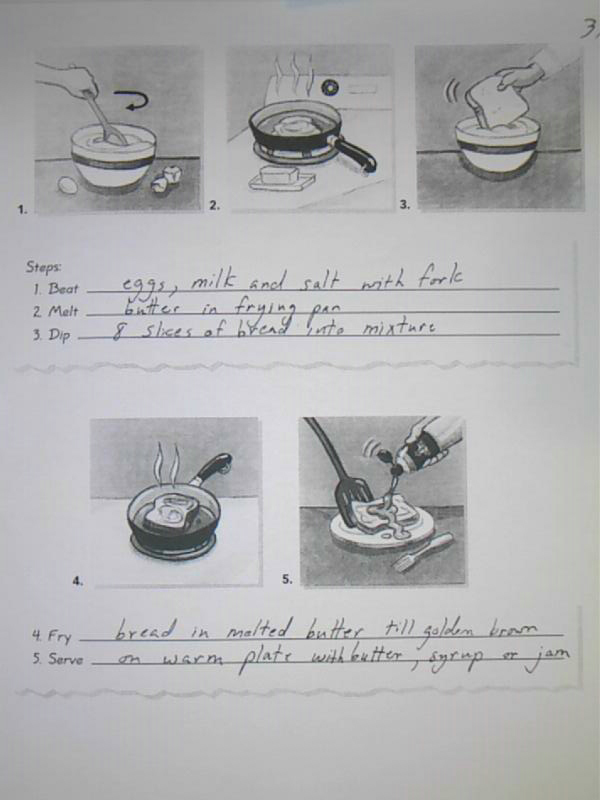 3.
1. 2. 3.
Steps:
1. Beat eggs, milk and salt with fork
2. Melt butter in frying pan
3. Dip 8 slices of bread into mixture
4. 5.
4. Fry bread in melted butter till golden brown
5. Serve on warm plate with butter, syrup or jam